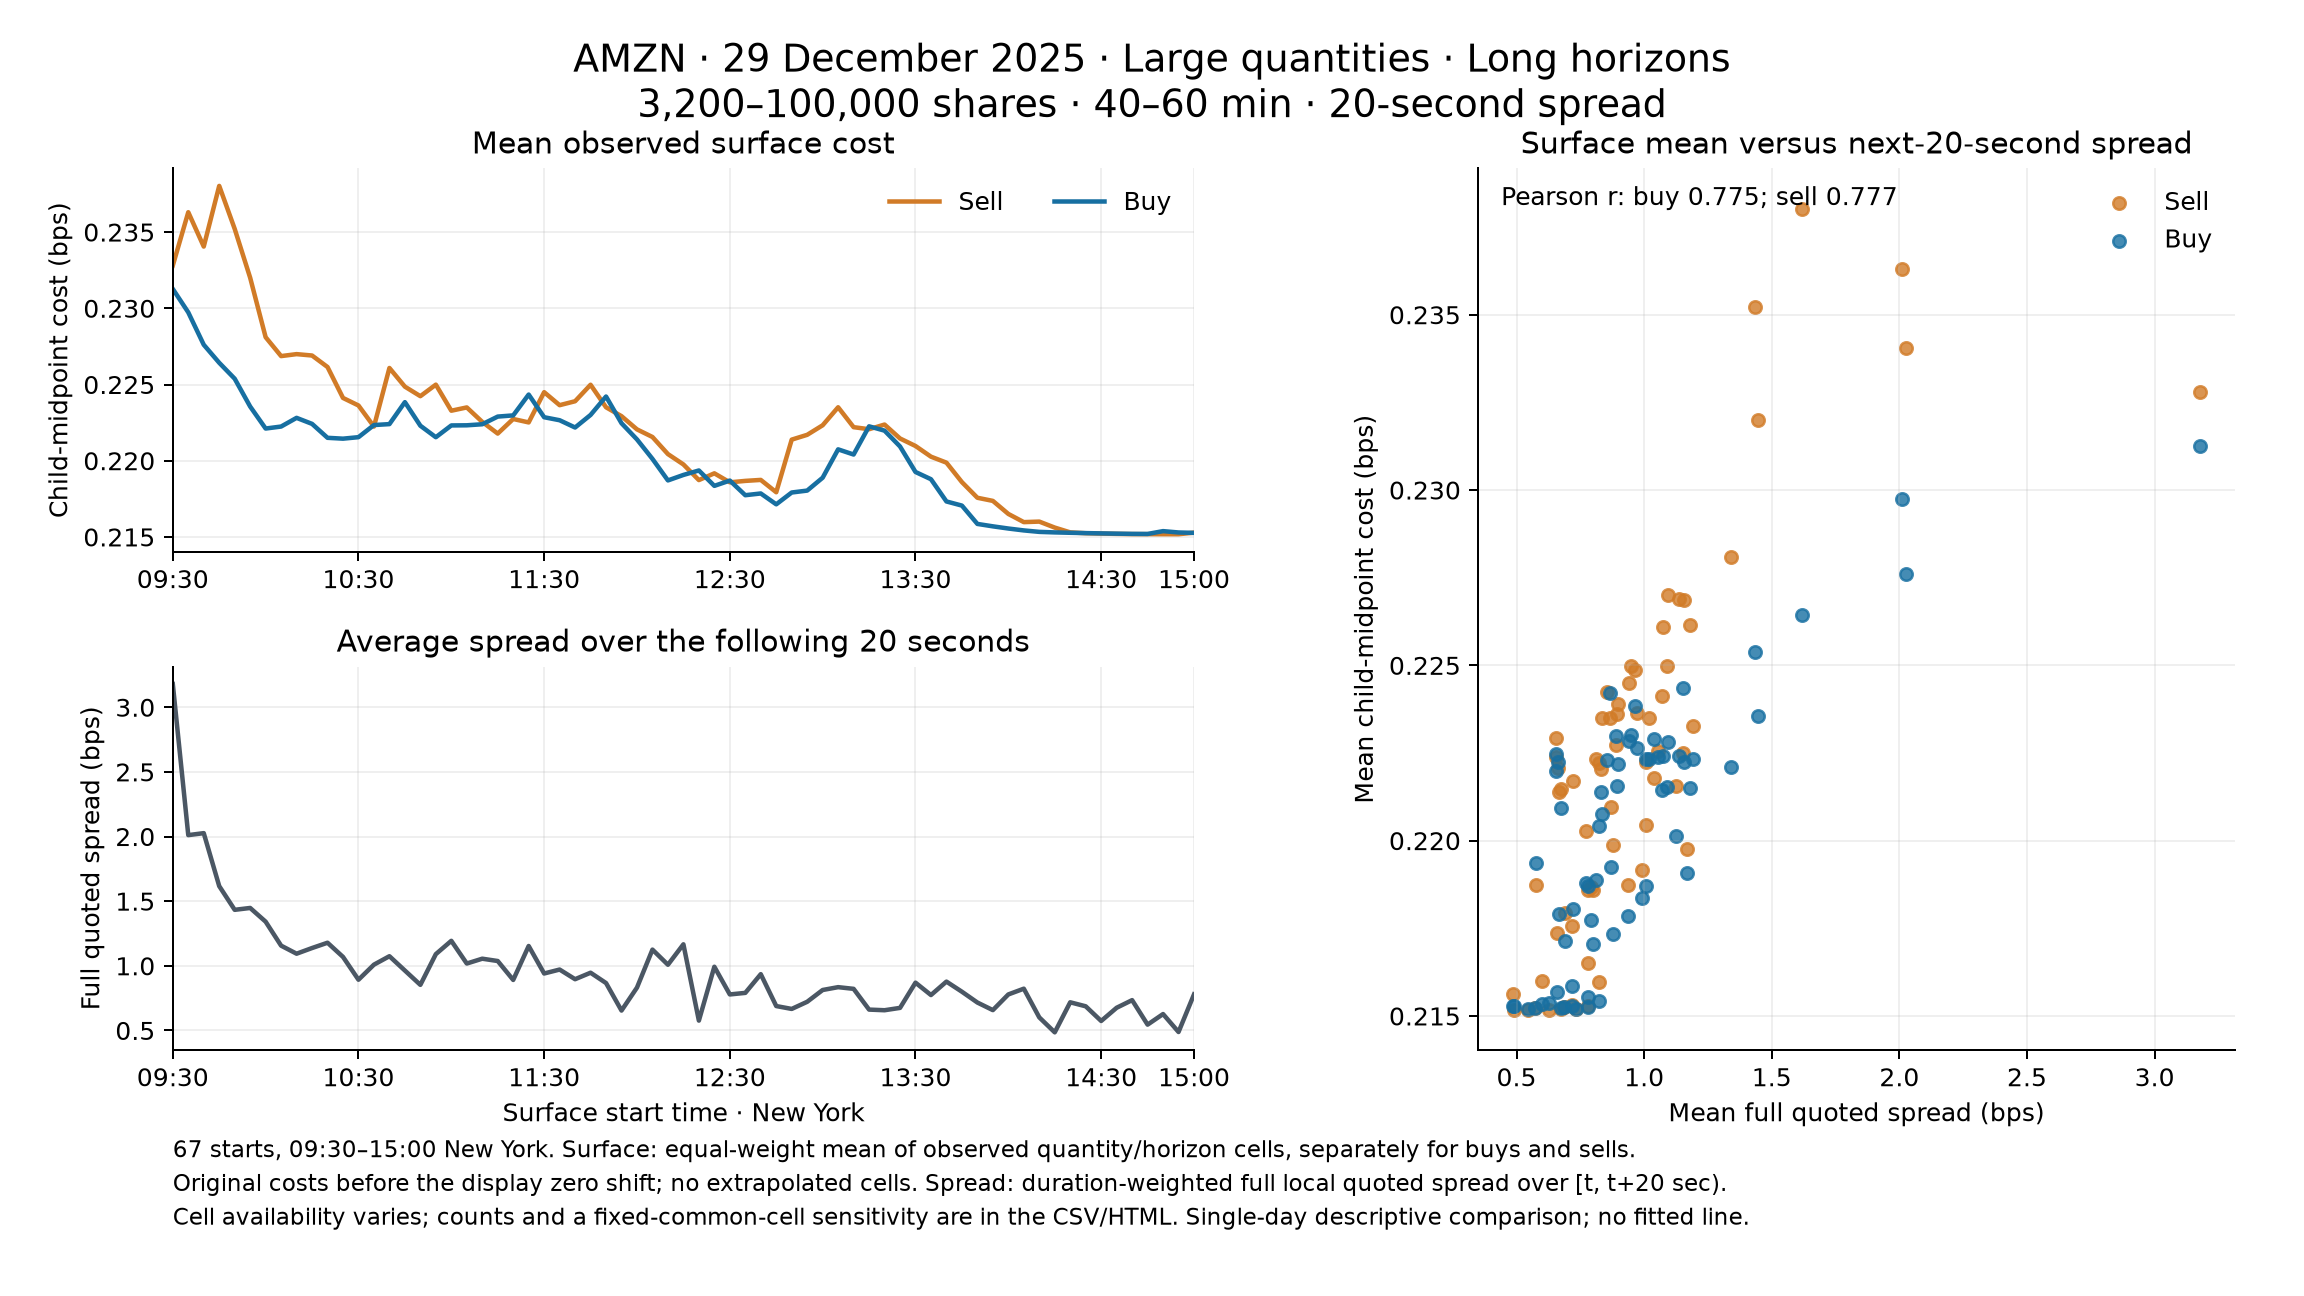 AMZN · 29 December 2025 · Large quantities · Long horizons
3,200–100,000 shares · 40–60 min · 20-second spread
Mean observed surface cost
Child-midpoint cost (bps)
0.235
0.230
0.225
0.220
0.215
Sell
Buy
09:30
10:30
11:30
12:30
13:30
14:30
15:00
Average spread over the following 20 seconds
Full quoted spread (bps)
3.0
2.5
2.0
1.5
1.0
0.5
09:30
10:30
11:30
12:30
13:30
14:30
15:00
Surface start time · New York
Surface mean versus next-20-second spread
Pearson r: buy 0.775; sell 0.777
Sell
Buy
Mean child-midpoint cost (bps)
0.235
0.230
0.225
0.220
0.215
0.5
1.0
1.5
2.0
2.5
3.0
Mean full quoted spread (bps)
67 starts, 09:30–15:00 New York. Surface: equal-weight mean of observed quantity/horizon cells, separately for buys and sells.
Original costs before the display zero shift; no extrapolated cells. Spread: duration-weighted full local quoted spread over [t, t+20 sec).
Cell availability varies; counts and a fixed-common-cell sensitivity are in the CSV/HTML. Single-day descriptive comparison; no fitted line.